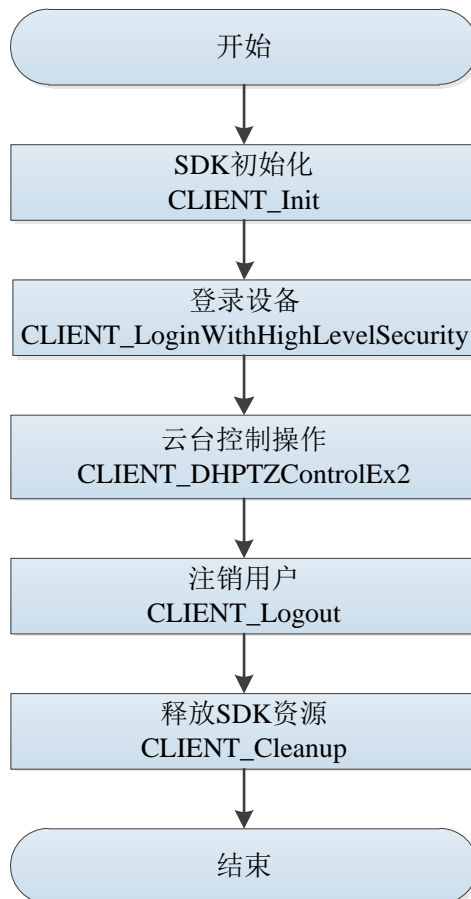 开始
SDK初始化
CLIENT_Init
登录设备
CLIENT_LoginWithHighLevelSecurity
云台控制操作
CLIENT_DHPTZControlEx2
注销用户
CLIENT_Logout
释放SDK资源
CLIENT_Cleanup
结束